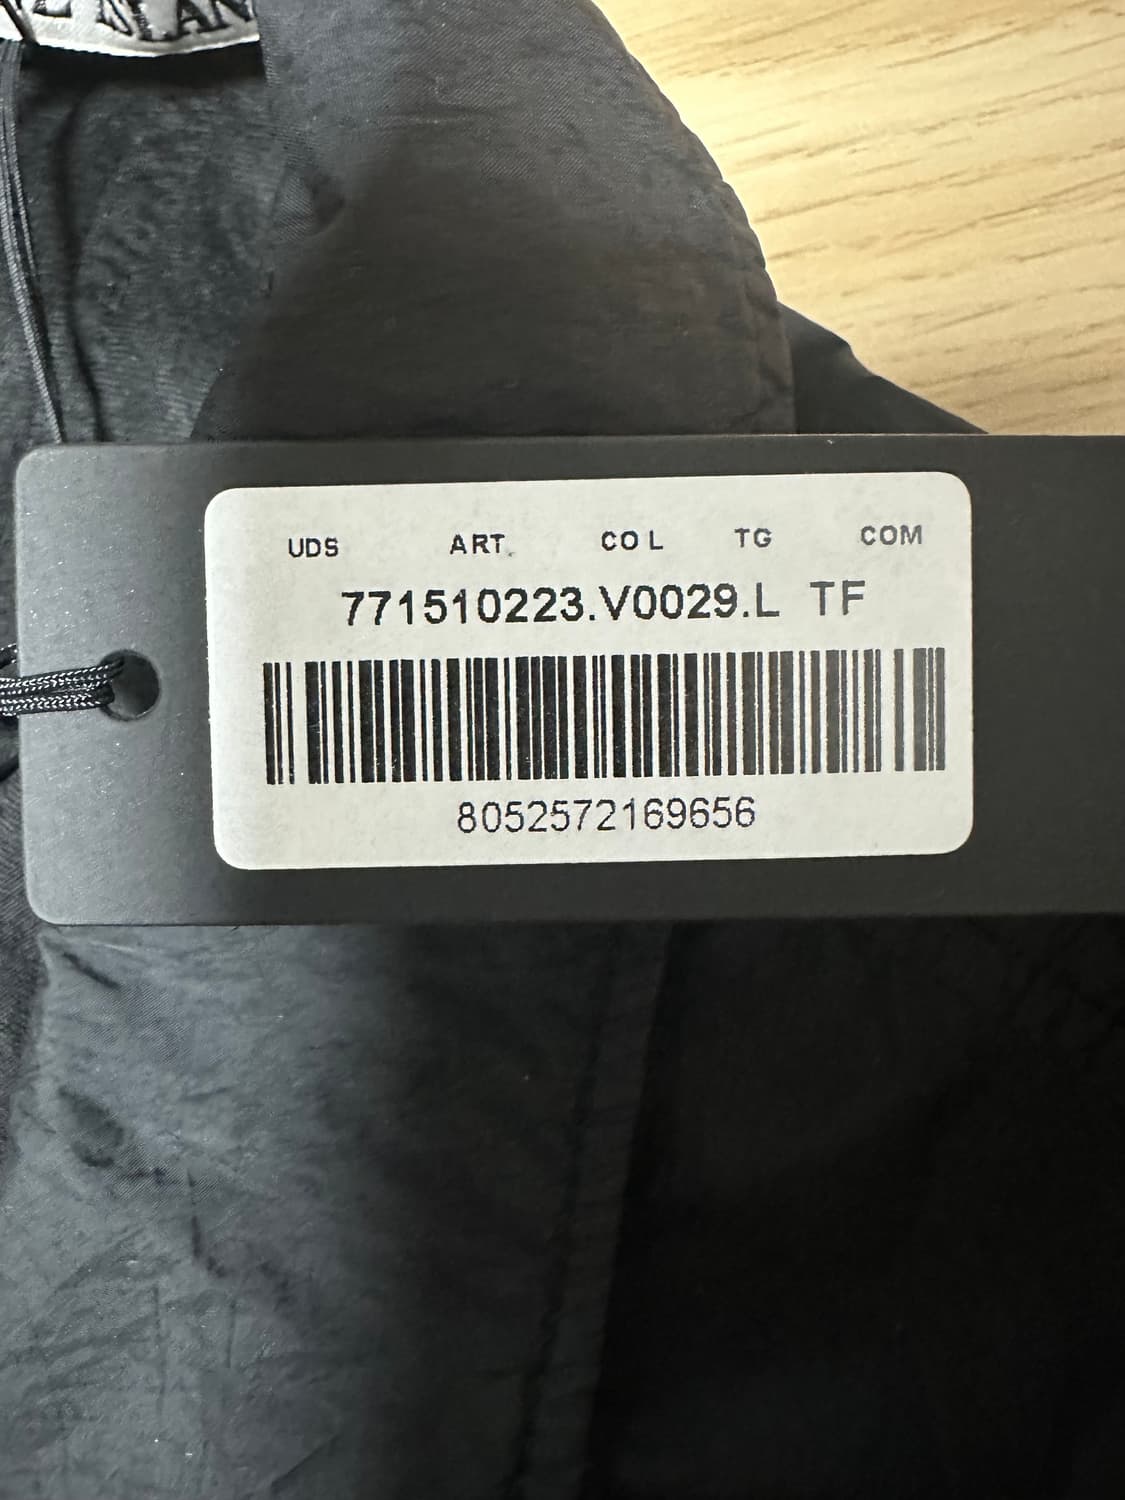 UDS ART. COL TG COM
771510223.V0029.L TF
8052572169656